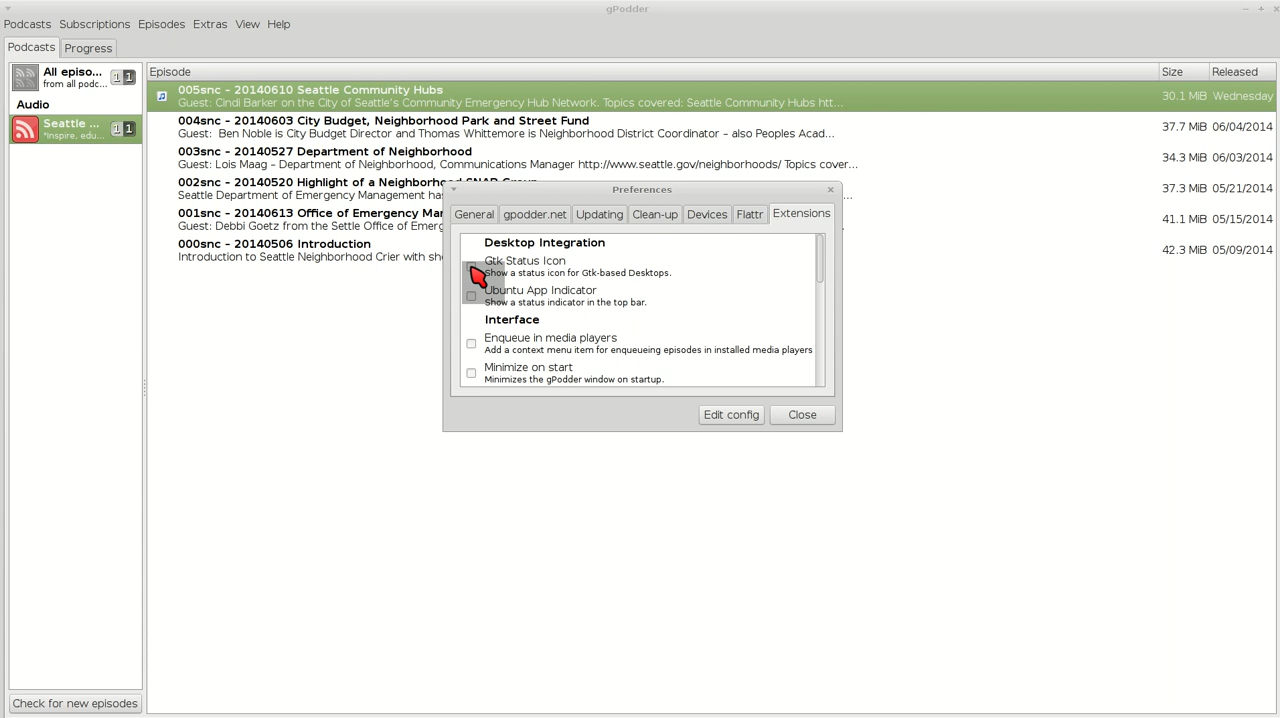 gPodder
Podcasts Subscriptions Episodes Extras View Help
Podcasts Progress
All episo... 1 1
from all podc...
Audio
Seattle ... 1 1
*Inspire, edu...
Check for new episodes
Episode Size Released
005snc - 20140610 Seattle Community Hubs
Guest: Cindi Barker on the City of Seattle's Community Emergency Hub Network. Topics covered: Seattle Community Hubs htt... 30.1 MiB Wednesday
004snc - 20140603 City Budget, Neighborhood Park and Street Fund
Guest: Ben Noble is City Budget Director and Thomas Whittemore is Neighborhood District Coordinator – also Peoples Acad... 37.7 MiB 06/04/2014
003snc - 20140527 Department of Neighborhood
Guest: Lois Maag – Department of Neighborhood, Communications Manager http://www.seattle.gov/neighborhoods/ Topics cover... 34.3 MiB 06/03/2014
002snc - 20140520 Highlight of a Neighborhood SNAP Group
Seattle Department of Emergency Management ha ... 37.3 MiB 05/21/2014
001snc - 20140613 Office of Emergency Ma
Guest: Debbi Goetz from the Settle Office of Emerg 41.1 MiB 05/15/2014
000snc - 20140506 Introduction
Introduction to Seattle Neighborhood Crier with sh 42.3 MiB 05/09/2014
Preferences
General gpodder.net Updating Clean-up Devices Flattr Extensions
Desktop Integration
Gtk Status Icon
Show a status icon for Gtk-based Desktops.
Ubuntu App Indicator
Show a status indicator in the top bar.
Interface
Enqueue in media players
Add a context menu item for enqueueing episodes in installed media players
Minimize on start
Minimizes the gPodder window on startup.
Edit config Close